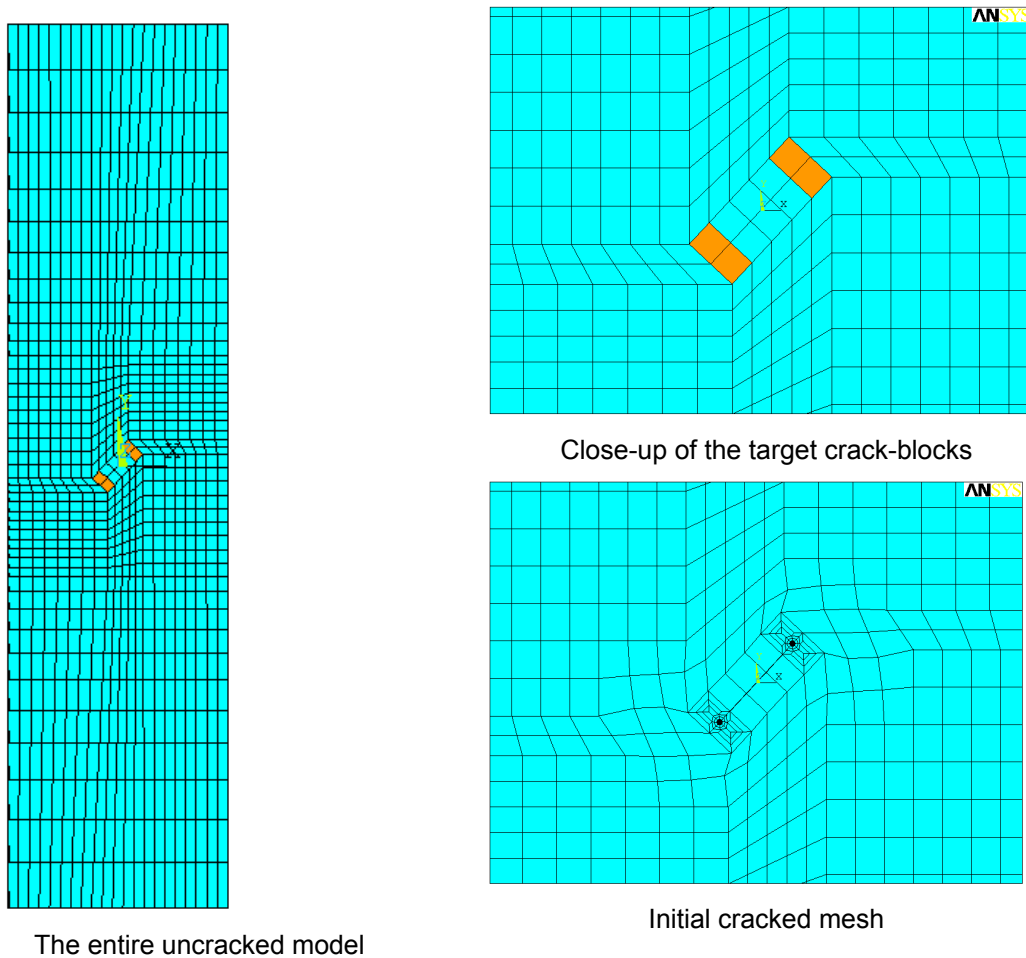 ANSYS
Close-up of the target crack-blocks
ANSYS
Initial cracked mesh
The entire uncracked model
X
x
x